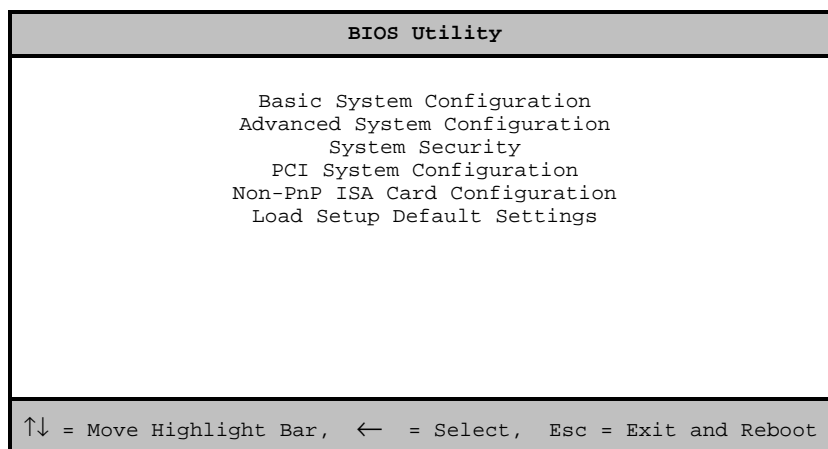 BIOS Utility
Basic System Configuration
Advanced System Configuration
System Security
PCI System Configuration
Non-PnP ISA Card Configuration
Load Setup Default Settings
↑↓ = Move Highlight Bar, ← = Select, Esc = Exit and Reboot